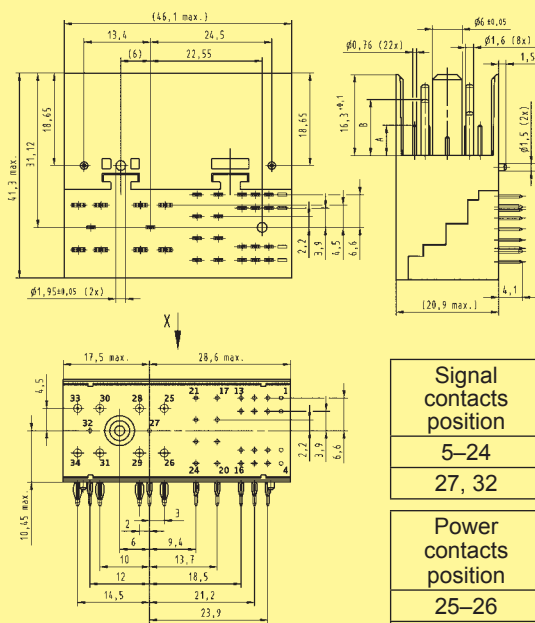 (46,1 max.)
13,4
24,5
(6)
22,55
18,65
31,12
41,3 max.
18,65
2,2
3,9
4,5
6,6
Ø1,95±0,05 (2x)
Ø6±0,05
Ø0,76 (22x)
Ø1,6 (8x)
1,5
16,3 +0,1
B
A
Ø1,5 (2x)
4,1
(20,9 max.)
X
17,5 max.
28,6 max.
4,5
21
17
13
1
33
30
28
25
32
27
34
31
29
26
24
20
16
4
2,2
3,9
6,6
10,45 max.
3
2
6
9,4
10
13,7
12
18,5
14,5
21,2
23,9
Signal
contacts
position
5–24
27, 32
Power
contacts
position
25–26